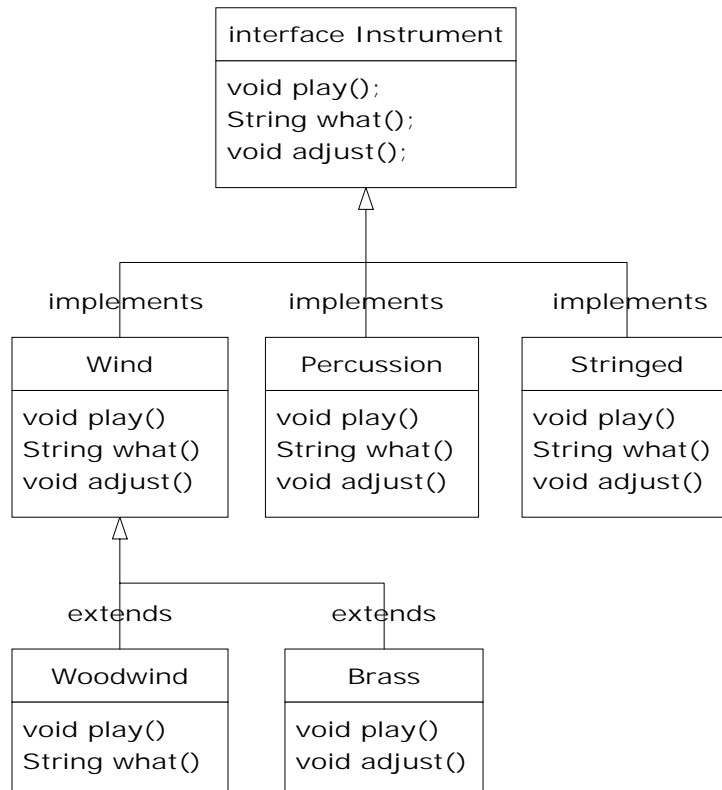 interface Instrument
void play();
String what();
void adjust();
implements
implements
implements
Wind
void play()
String what()
void adjust()
Percussion
void play()
String what()
void adjust()
Stringed
void play()
String what()
void adjust()
extends
extends
Woodwind
void play()
String what()
Brass
void play()
void adjust()